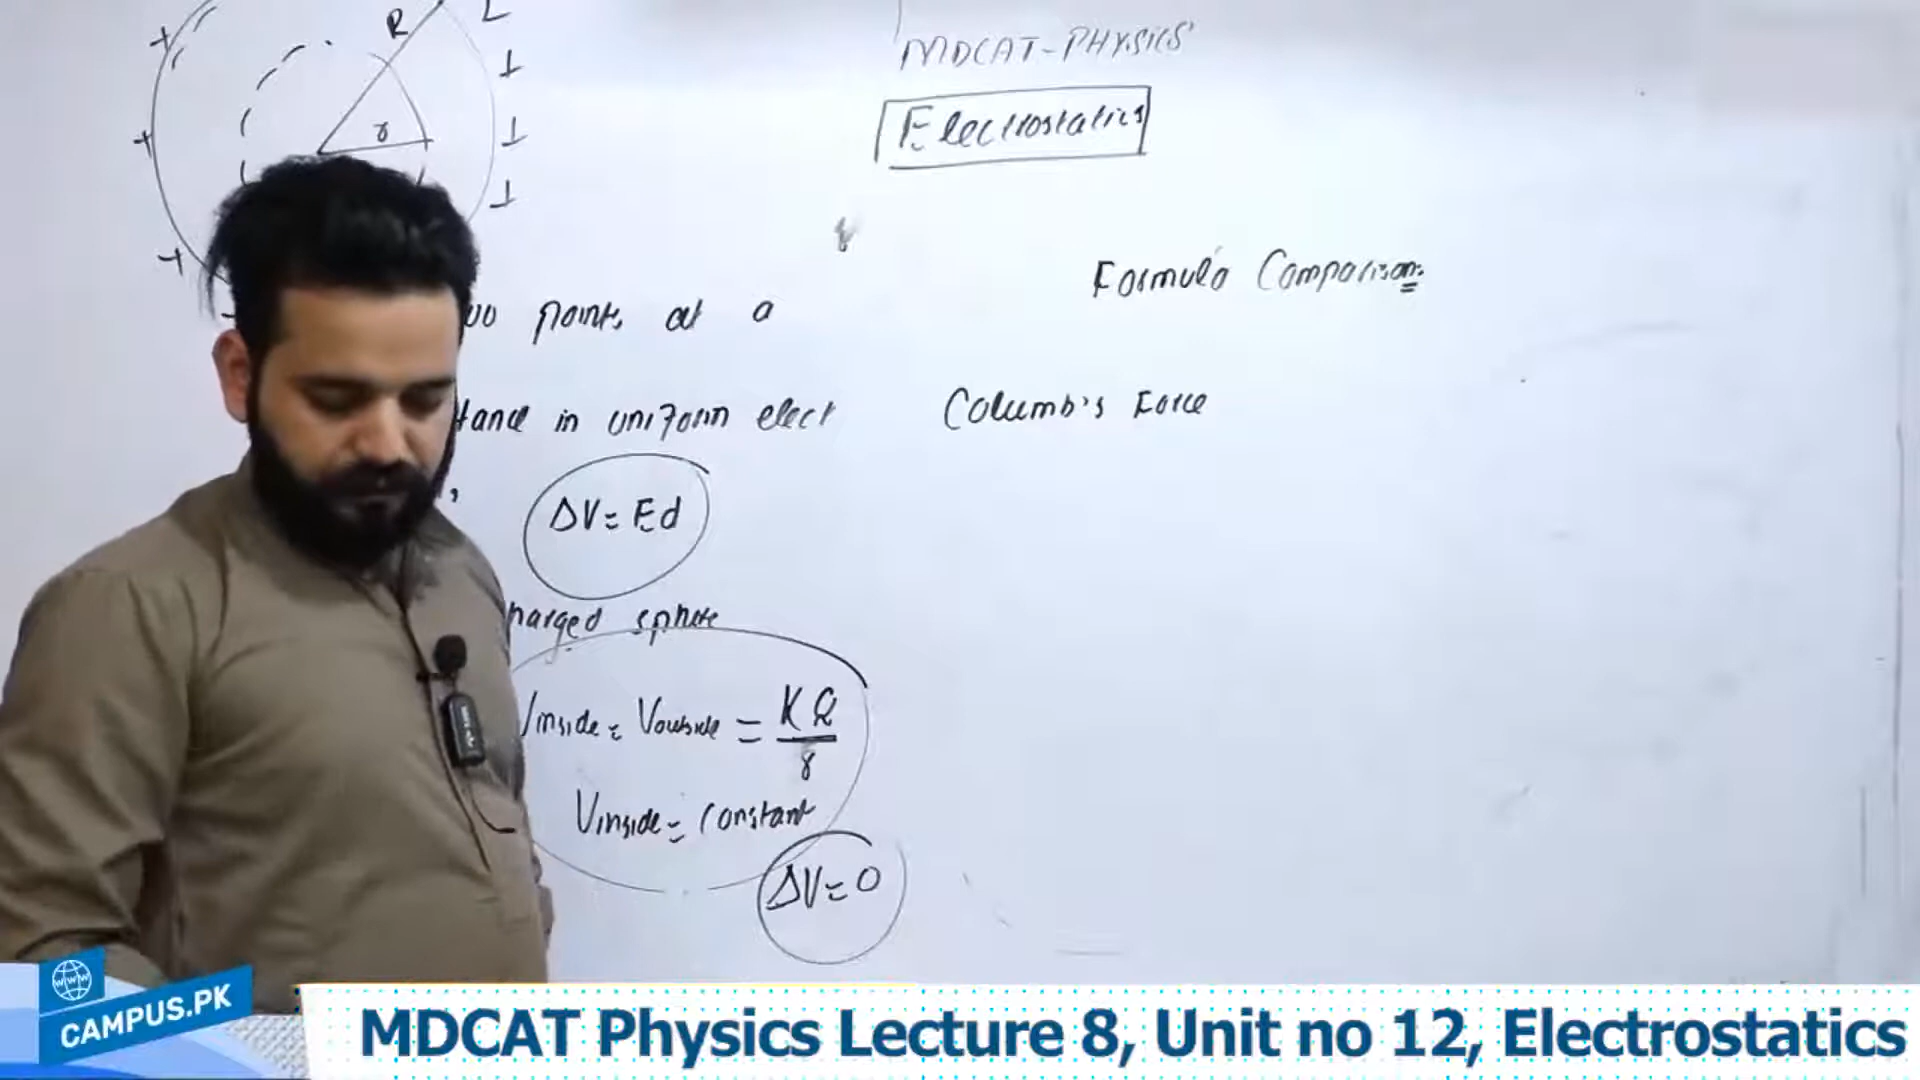 R
r
MDCAT-PHYSICS
Electrostatics
Formula Comparison:
points at a
in uniform elect
Columb's Force
ΔV = Ed
harged sphere
Vinside = Voutside = KQ/r
Vinside = constant
ΔV = 0
www
CAMPUS.PK
MDCAT Physics Lecture 8, Unit no 12, Electrostatics